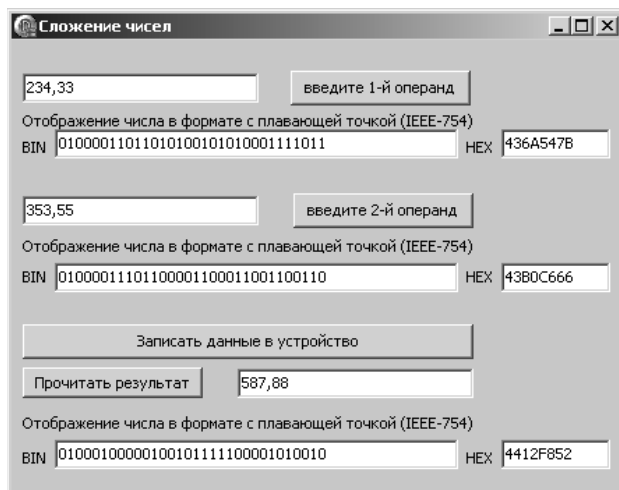 Сложение чисел
234,33 введите 1-й операнд
Отображение числа в формате с плавающей точкой (IEEE-754)
BIN 01000011011010100101010001111011 HEX 436A547B
353,55 введите 2-й операнд
Отображение числа в формате с плавающей точкой (IEEE-754)
BIN 01000011101100001100011001100110 HEX 43B0C666
Записать данные в устройство
Прочитать результат 587,88
Отображение числа в формате с плавающей точкой (IEEE-754)
BIN 01000100000100101111100001010010 HEX 4412F852